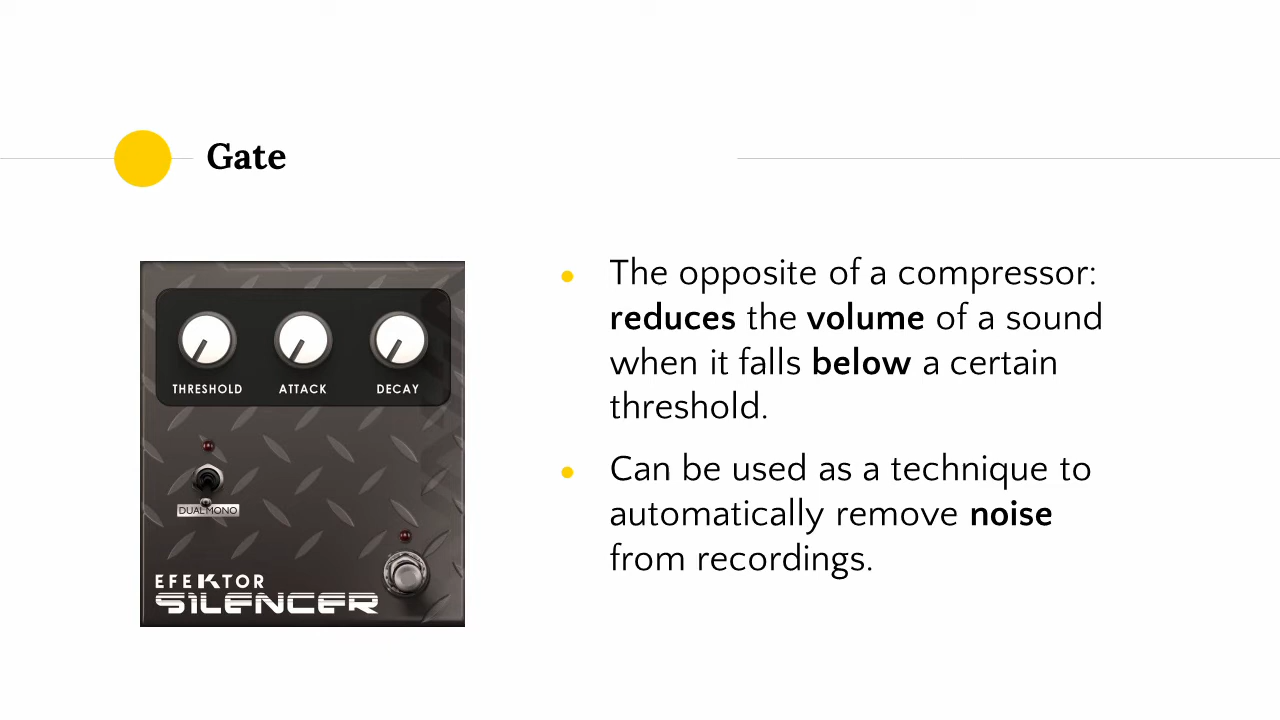 Gate
THRESHOLD ATTACK DECAY
DUAL MONO
EFEKTOR
SILENCER
The opposite of a compressor:
reduces the volume of a sound
when it falls below a certain
threshold.
Can be used as a technique to
automatically remove noise
from recordings.